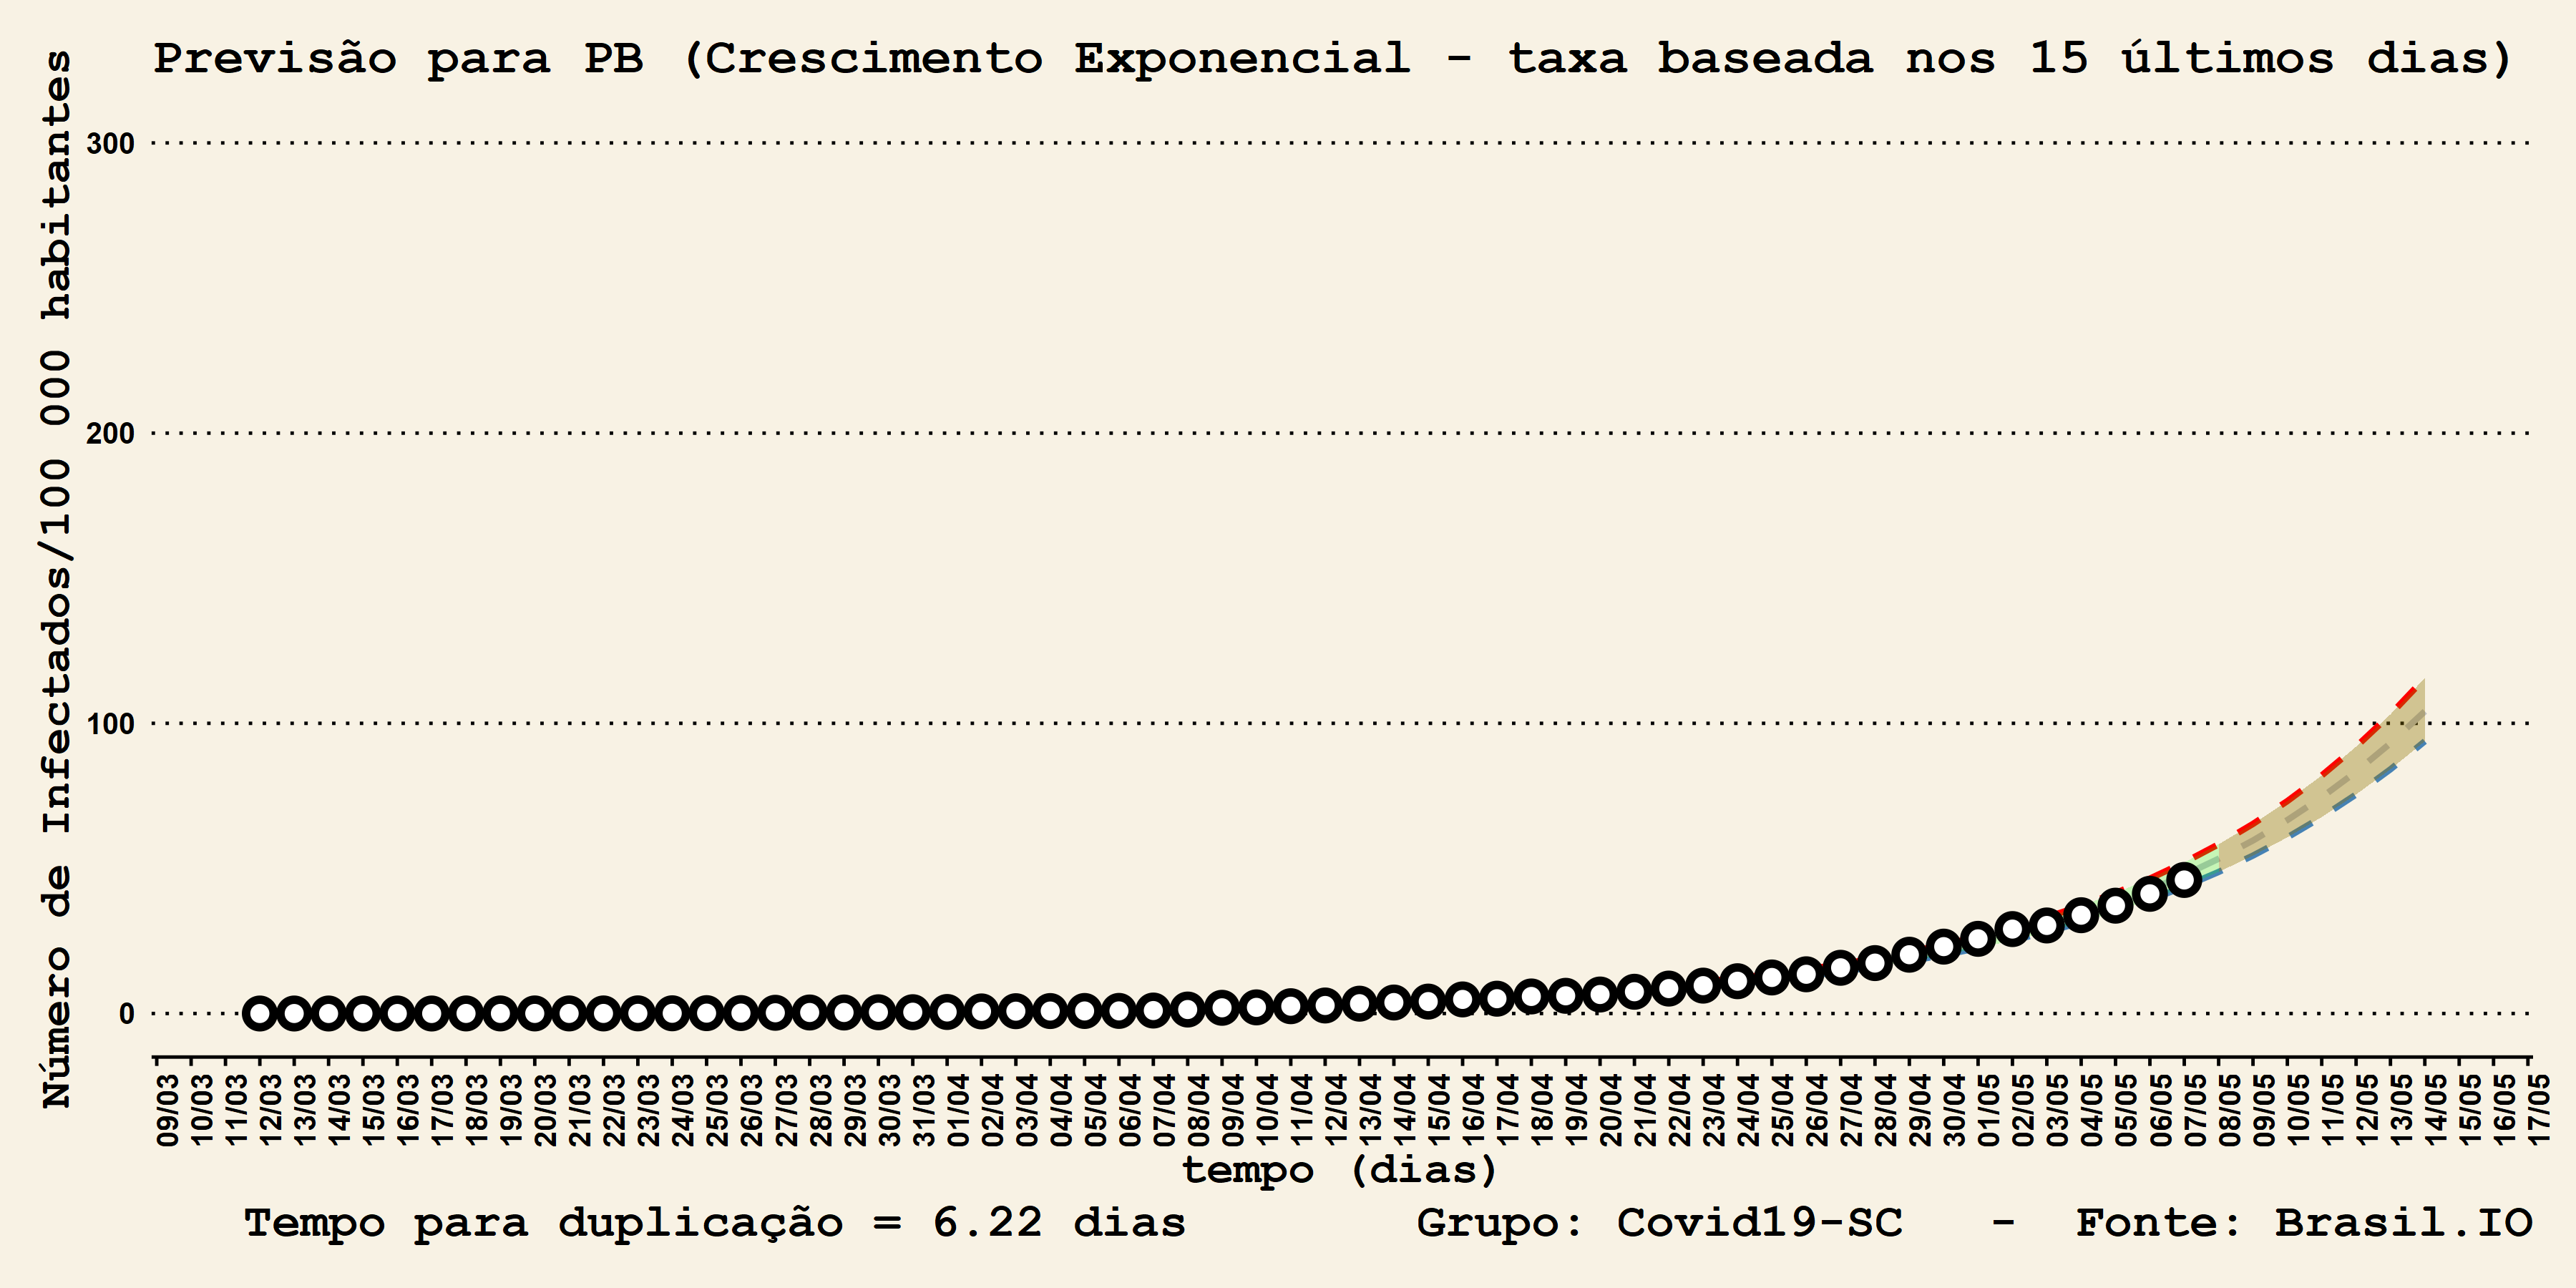 Previsão para PB (Crescimento Exponencial - taxa baseada nos 15 últimos dias)
Número de Infectados/100 000 habitantes
300
200
100
0
09/03 10/03 11/03 12/03 13/03 14/03 15/03 16/03 17/03 18/03 19/03 20/03 21/03 22/03 23/03 24/03 25/03 26/03 27/03 28/03 29/03 30/03 31/03 01/04 02/04 03/04 04/04 05/04 06/04 07/04 08/04 09/04 10/04 11/04 12/04 13/04 14/04 15/04 16/04 17/04 18/04 19/04 20/04 21/04 22/04 23/04 24/04 25/04 26/04 27/04 28/04 29/04 30/04 01/05 02/05 03/05 04/05 05/05 06/05 07/05 08/05 09/05 10/05 11/05 12/05 13/05 14/05 15/05 16/05 17/05
tempo (dias)
Tempo para duplicação = 6.22 dias Grupo: Covid19-SC - Fonte: Brasil.IO